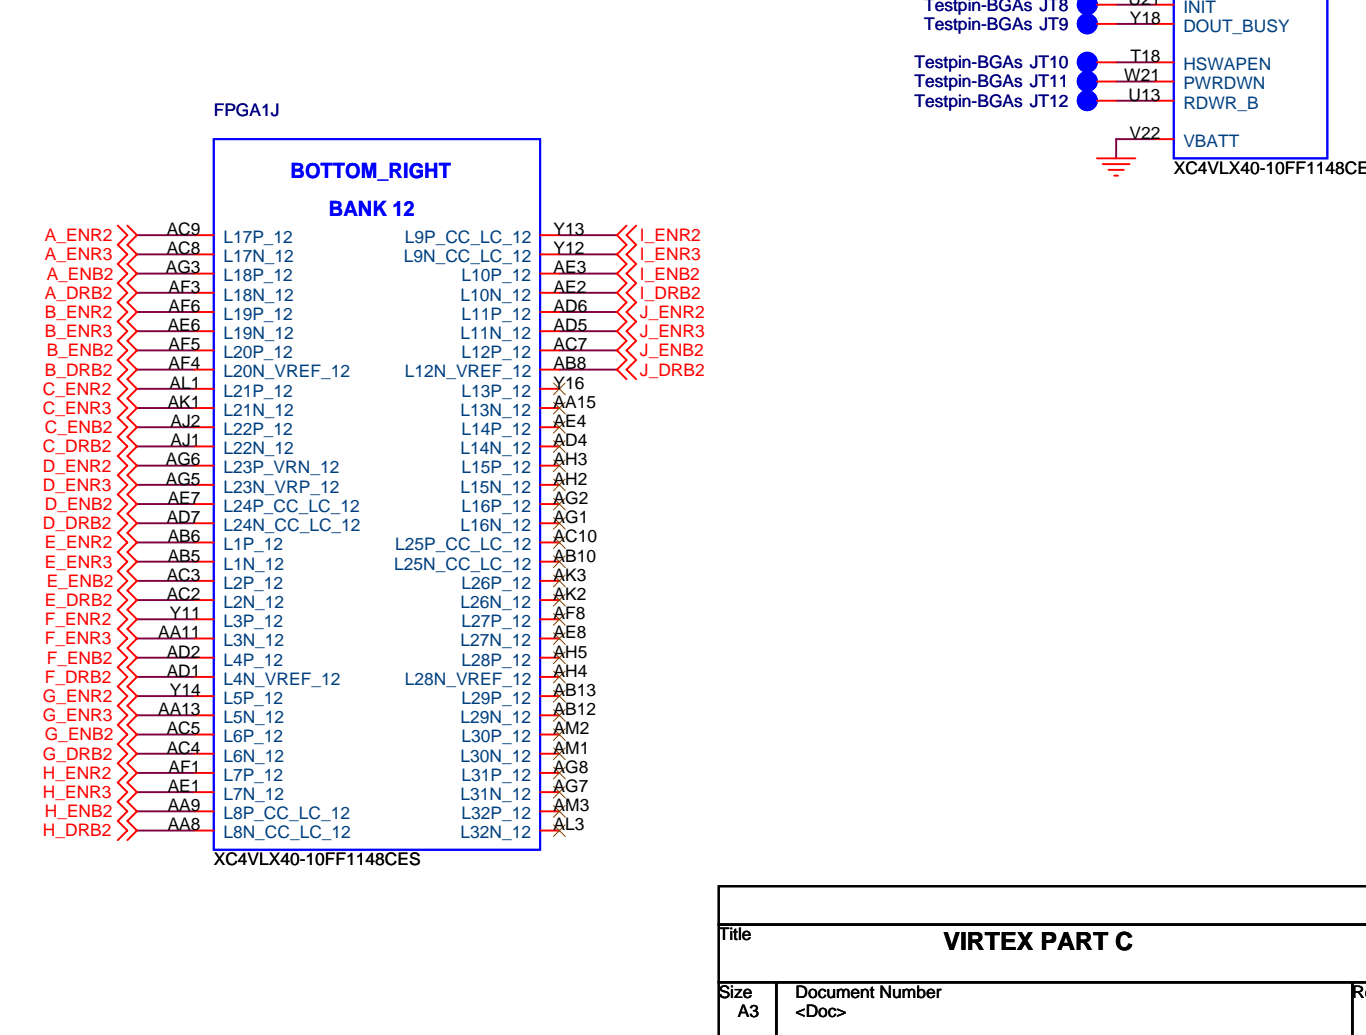 Testpin-BGAs JT8 U21 INIT
Testpin-BGAs JT9 Y18 DOUT_BUSY
Testpin-BGAs JT10 T18 HSWAPEN
Testpin-BGAs JT11 W21 PWRDWN
Testpin-BGAs JT12 U13 RDWR_B
V22 VBATT
XC4VLX40-10FF1148CE
FPGA1J
BOTTOM_RIGHT
BANK 12
A_ENR2 AC9 L17P_12 L9P_CC_LC_12 Y13 I_ENR2
A_ENR3 AC8 L17N_12 L9N_CC_LC_12 Y12 I_ENR3
A_ENB2 AG3 L18P_12 L10P_12 AE3 I_ENB2
A_DRB2 AF3 L18N_12 L10N_12 AE2 I_DRB2
B_ENR2 AF6 L19P_12 L11P_12 AD6 J_ENR2
B_ENR3 AE6 L19N_12 L11N_12 AD5 J_ENR3
B_ENB2 AF5 L20P_12 L12P_12 AC7 J_ENB2
B_DRB2 AF4 L20N_VREF_12 L12N_VREF_12 AB8 J_DRB2
C_ENR2 AL1 L21P_12 L13P_12 Y16
C_ENR3 AK1 L21N_12 L13N_12 AA15
C_ENB2 AJ2 L22P_12 L14P_12 AE4
C_DRB2 AJ1 L22N_12 L14N_12 AD4
D_ENR2 AG6 L23P_VRN_12 L15P_12 AH3
D_ENR3 AG5 L23N_VRP_12 L15N_12 AH2
D_ENB2 AE7 L24P_CC_LC_12 L16P_12 AG2
D_DRB2 AD7 L24N_CC_LC_12 L16N_12 AG1
E_ENR2 AB6 L1P_12 L25P_CC_LC_12 AC10
E_ENR3 AB5 L1N_12 L25N_CC_LC_12 AB10
E_ENB2 AC3 L2P_12 L26P_12 AK3
E_DRB2 AC2 L2N_12 L26N_12 AK2
F_ENR2 Y11 L3P_12 L27P_12 AF8
F_ENR3 AA11 L3N_12 L27N_12 AE8
F_ENB2 AD2 L4P_12 L28P_12 AH5
F_DRB2 AD1 L4N_VREF_12 L28N_VREF_12 AH4
G_ENR2 Y14 L5P_12 L29P_12 AB13
G_ENR3 AA13 L5N_12 L29N_12 AB12
G_ENB2 AC5 L6P_12 L30P_12 AM2
G_DRB2 AC4 L6N_12 L30N_12 AM1
H_ENR2 AF1 L7P_12 L31P_12 AG8
H_ENR3 AE1 L7N_12 L31N_12 AG7
H_ENB2 AA9 L8P_CC_LC_12 L32P_12 AM3
H_DRB2 AA8 L8N_CC_LC_12 L32N_12 AL3
XC4VLX40-10FF1148CES
Title
VIRTEX PART C
Size Document Number
A3 <Doc>